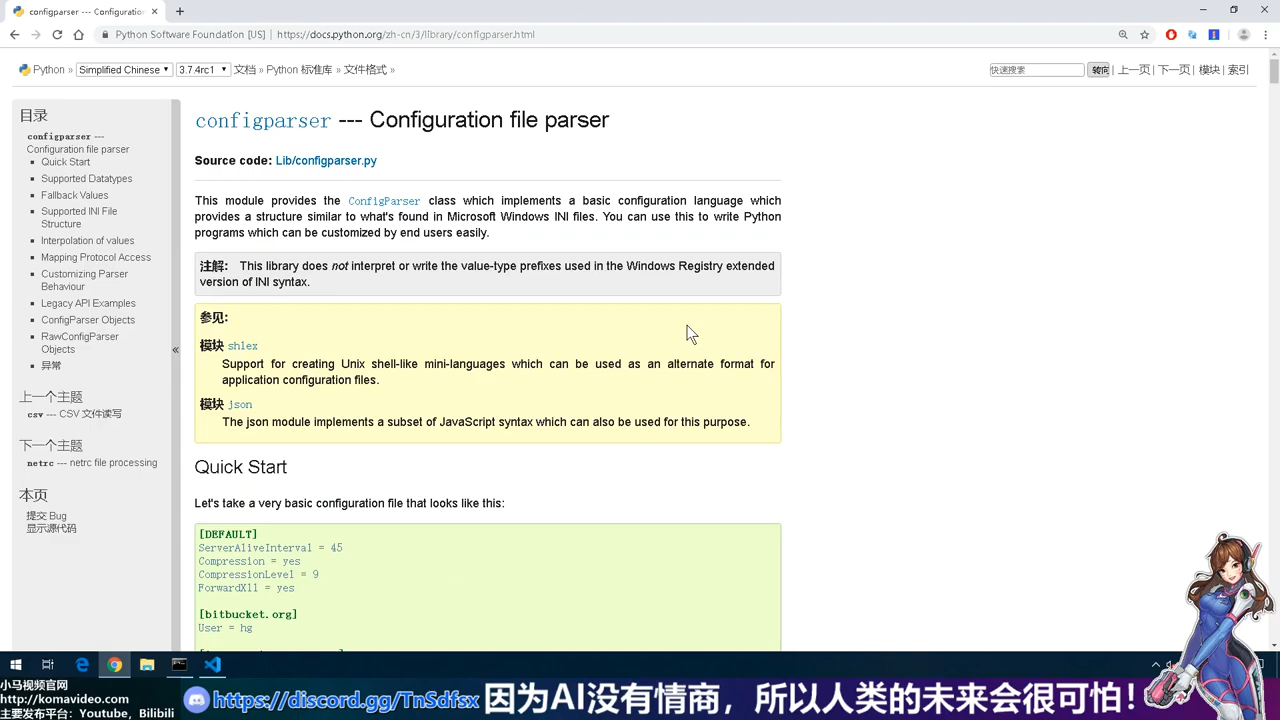 configparser --- Configuratio
Python Software Foundation [US] | https://docs.python.org/zh-cn/3/library/configparser.html
Python » Simplified Chinese 3.7.4rc1 文档 » Python 标准库 » 文件格式 »
快速搜索 转向 | 上一页 | 下一页 | 模块 | 索引
目录
configparser ---
Configuration file parser
Quick Start
Supported Datatypes
Fallback Values
Supported INI File
Structure
Interpolation of values
Mapping Protocol Access
Customizing Parser
Behaviour
Legacy API Examples
ConfigParser Objects
RawConfigParser
Objects
异常
上一个主题
csv --- CSV 文件读写
下一个主题
netrc --- netrc file processing
本页
提交 Bug
显示源代码
«
configparser --- Configuration file parser
Source code: Lib/configparser.py
This module provides the ConfigParser class which implements a basic configuration language which
provides a structure similar to what's found in Microsoft Windows INI files. You can use this to write Python
programs which can be customized by end users easily.
注解: This library does not interpret or write the value-type prefixes used in the Windows Registry extended
version of INI syntax.
参见:
模块 shlex
Support for creating Unix shell-like mini-languages which can be used as an alternate format for
application configuration files.
模块 json
The json module implements a subset of JavaScript syntax which can also be used for this purpose.
Quick Start
Let's take a very basic configuration file that looks like this:
[DEFAULT]
ServerAliveInterval = 45
Compression = yes
CompressionLevel = 9
ForwardX11 = yes
[bitbucket.org]
User = hg
小马视频官网
http://komavideo.com
主要发布平台: Youtube, Bilibili
https://discord.gg/TnSdfsx 因为AI没有情商，所以人类的未来会很可怕！